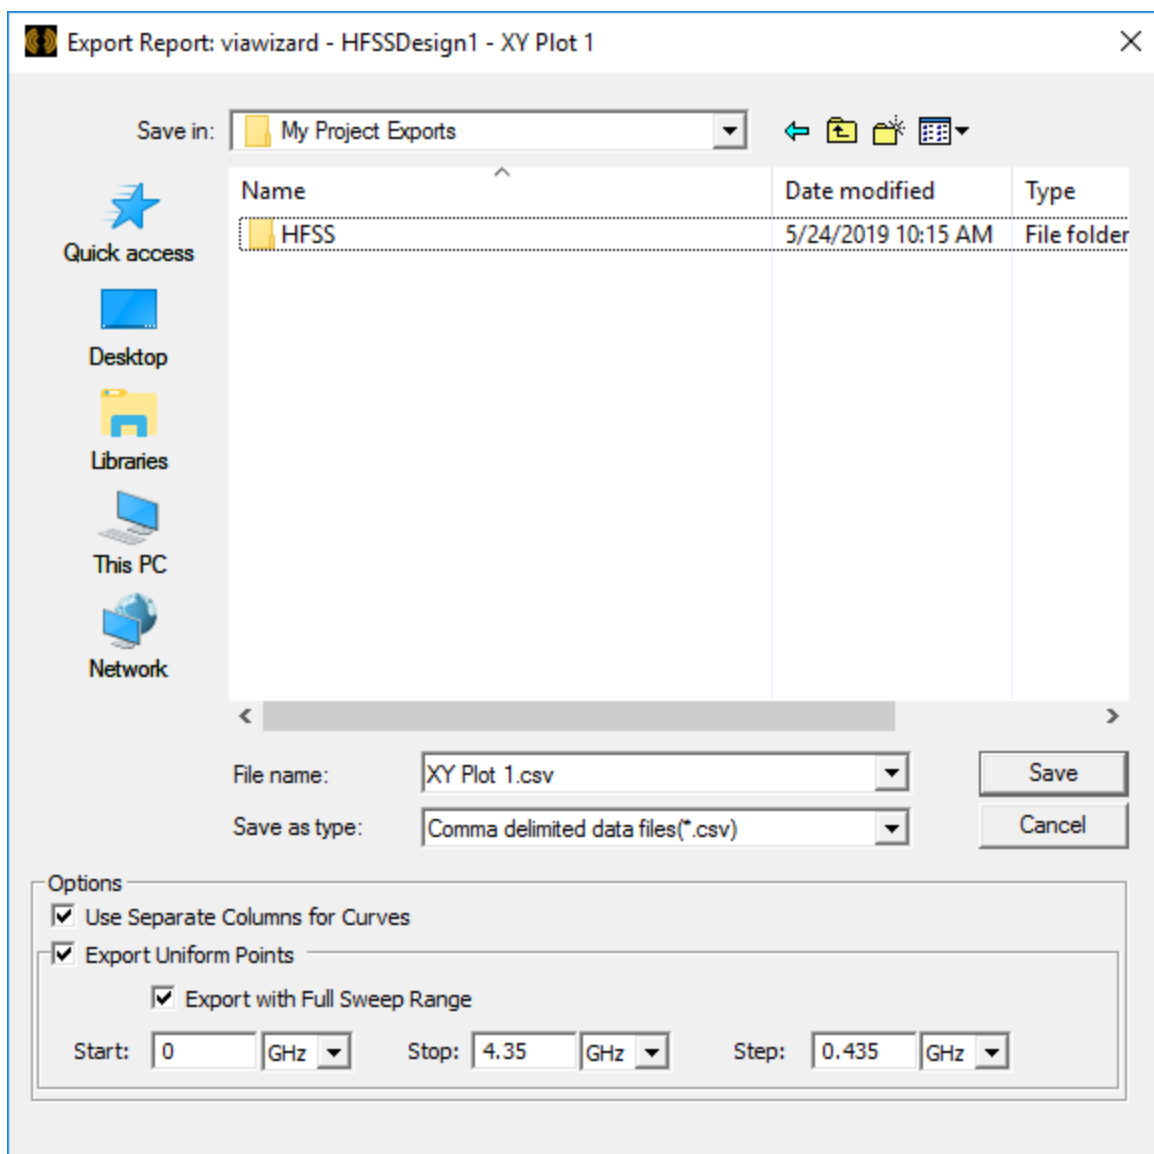 Export Report: viawizard - HFSSDesign1 - XY Plot 1
Save in: My Project Exports
Name Date modified Type
HFSS 5/24/2019 10:15 AM File folder
Quick access
Desktop
Libraries
This PC
Network
File name: XY Plot 1.csv Save
Save as type: Comma delimited data files(*.csv) Cancel
Options
Use Separate Columns for Curves
Export Uniform Points
Export with Full Sweep Range
Start: 0 GHz Stop: 4.35 GHz Step: 0.435 GHz